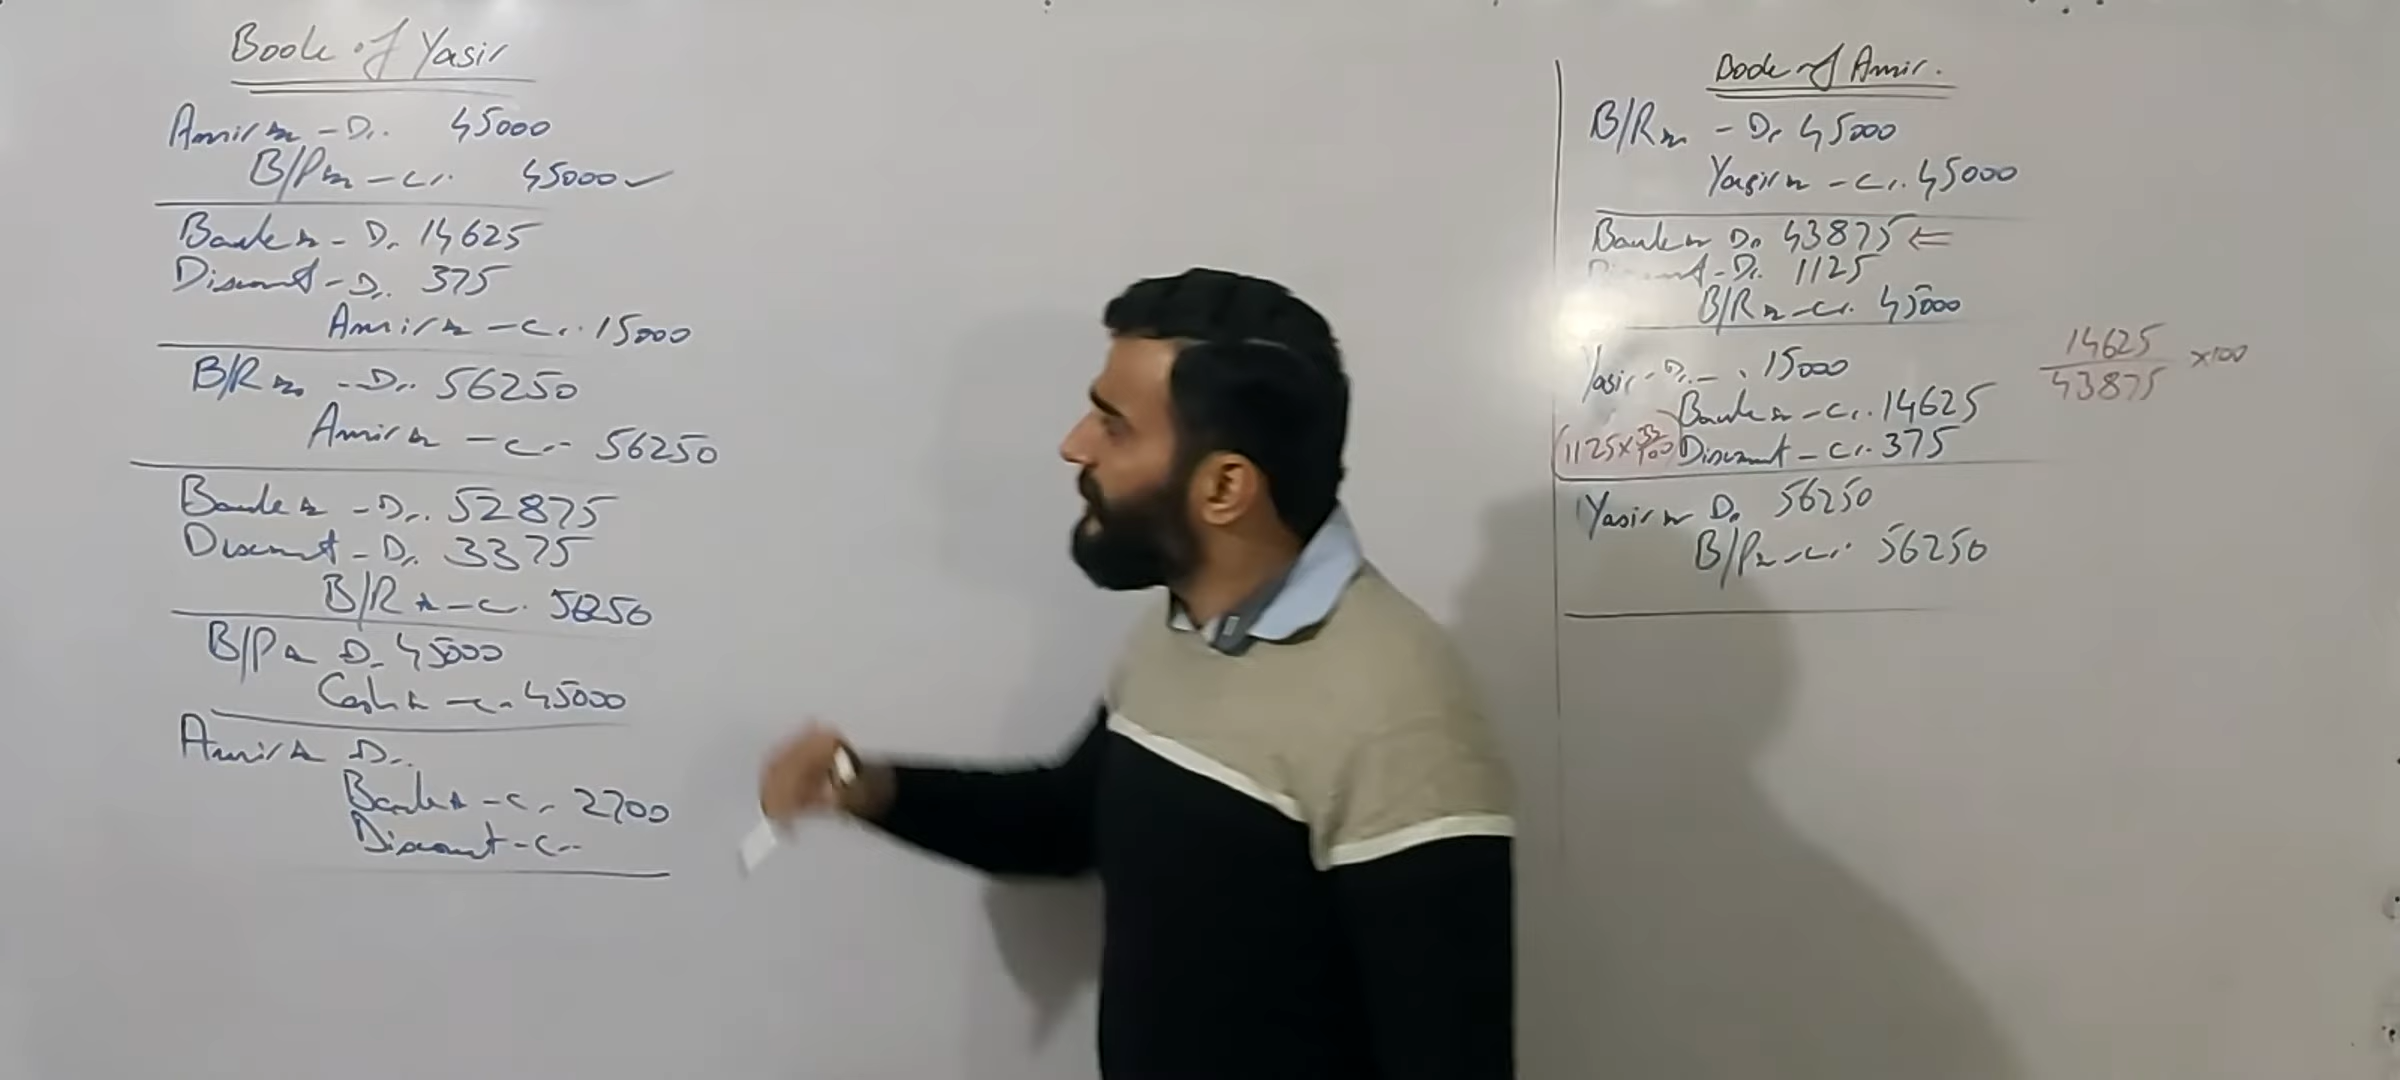 Book of Yasir
Amir a/c - Dr. 45000
B/P a/c - Cr. 45000 ✓
Bank a/c - Dr. 14625
Discount - Dr. 375
Amir a/c - Cr. 15000
B/R a/c - Dr. 56250
Amir a/c - Cr. 56250
Bank a/c - Dr. 52875
Discount - Dr. 3375
B/R a/c - Cr. 56250
B/P a/c Dr. 45000
Cash a/c - Cr. 45000
Amir a/c Dr.
Bank a/c - Cr. 2700
Discount - Cr.
Book of Amir.
B/R a/c - Dr 45000
Yasir a/c - Cr. 45000
Bank a/c Dr. 43875 ⇐
Dr. 1125
B/R a/c - Cr. 45000
Yasir - Dr. 15000
Bank a/c - Cr. 14625
Discount - Cr. 375
1125 × 33/100
14625/43875 × 100
Yasir a/c Dr. 56250
B/P a/c - Cr. 56250